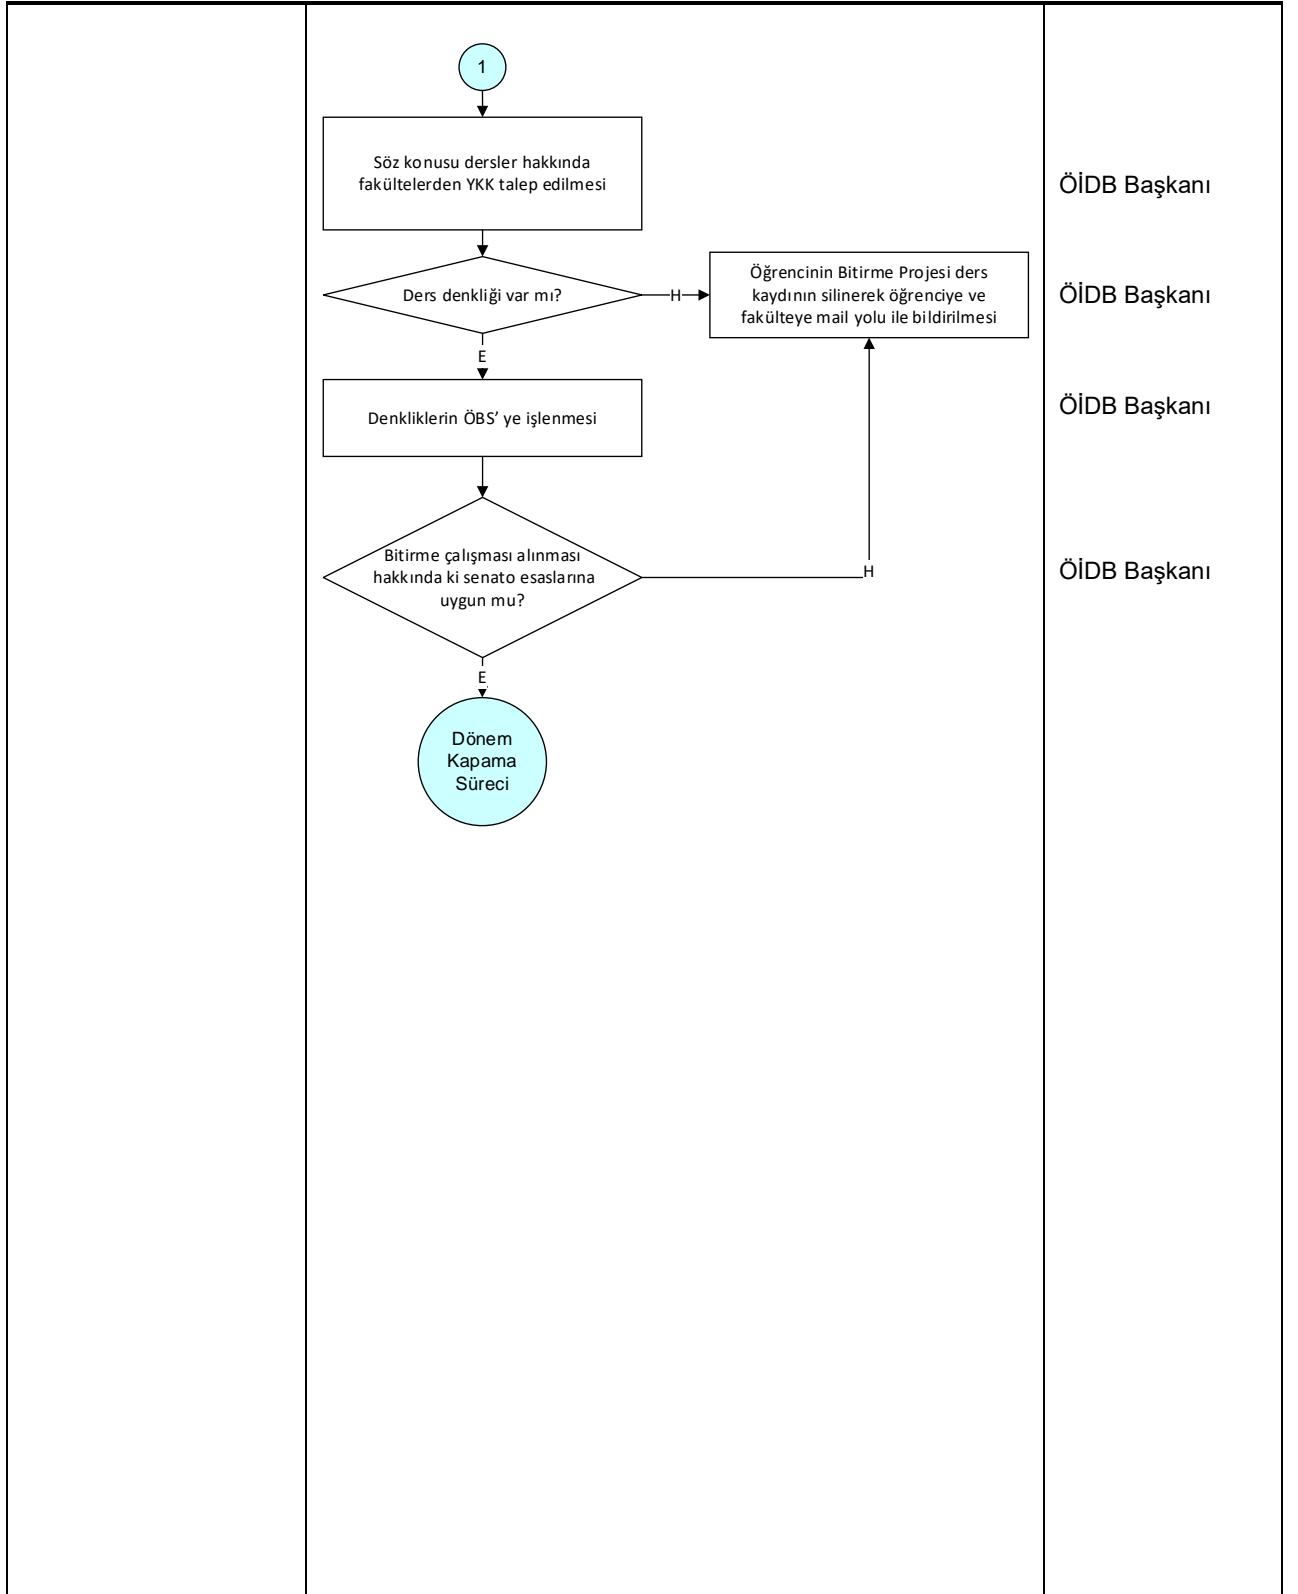 1
Söz konusu dersler hakkında
fakültelerden YKK talep edilmesi
ÖİDB Başkanı
Ders denkliği var mı?
H
Öğrencinin Bitirme Projesi ders
kaydının silinerek öğrenciye ve
fakülteye mail yolu ile bildirilmesi
ÖİDB Başkanı
E
Denkliklerin ÖBS’ ye işlenmesi
ÖİDB Başkanı
Bitirme çalışması alınması
hakkında ki senato esaslarına
uygun mu?
H
ÖİDB Başkanı
E
Dönem
Kapama
Süreci